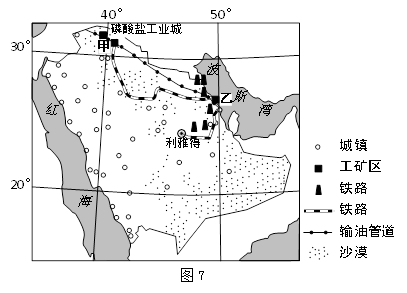 40°
50°
磷酸盐工业城
30°
甲
波
乙
斯
湾
红
利雅得
20°
海
城镇
工矿区
铁路
铁路
输油管道
沙漠
图7